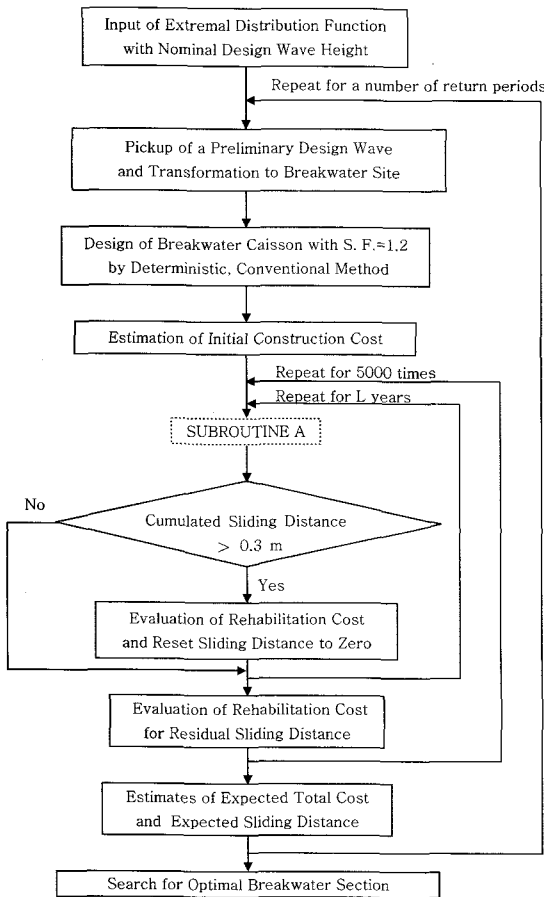 Input of Extremal Distribution Function
with Nominal Design Wave Height
Repeat for a number of return periods
Pickup of a Preliminary Design Wave
and Transformation to Breakwater Site
Design of Breakwater Caisson with S. F.=1.2
by Deterministic, Conventional Method
Estimation of Initial Construction Cost
Repeat for 5000 times
Repeat for L years
SUBROUTINE A
No
Cumulated Sliding Distance
> 0.3 m
Yes
Evaluation of Rehabilitation Cost
and Reset Sliding Distance to Zero
Evaluation of Rehabilitation Cost
for Residual Sliding Distance
Estimates of Expected Total Cost
and Expected Sliding Distance
Search for Optimal Breakwater Section